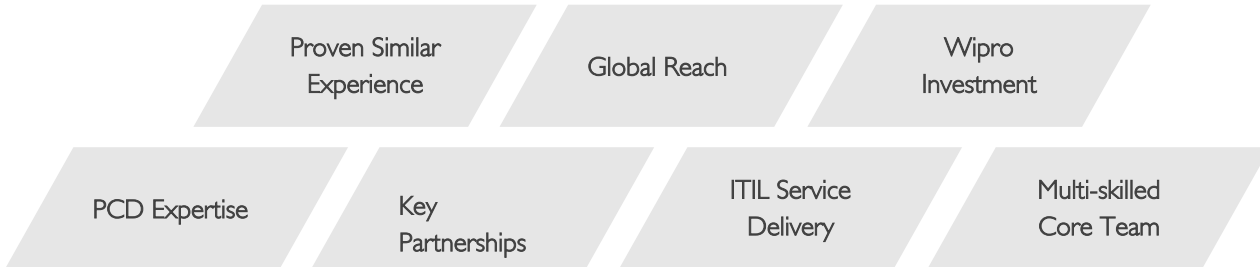 Proven Similar
Experience
Global Reach
Wipro
Investment
PCD Expertise
Key
Partnerships
ITIL Service
Delivery
Multi-skilled
Core Team